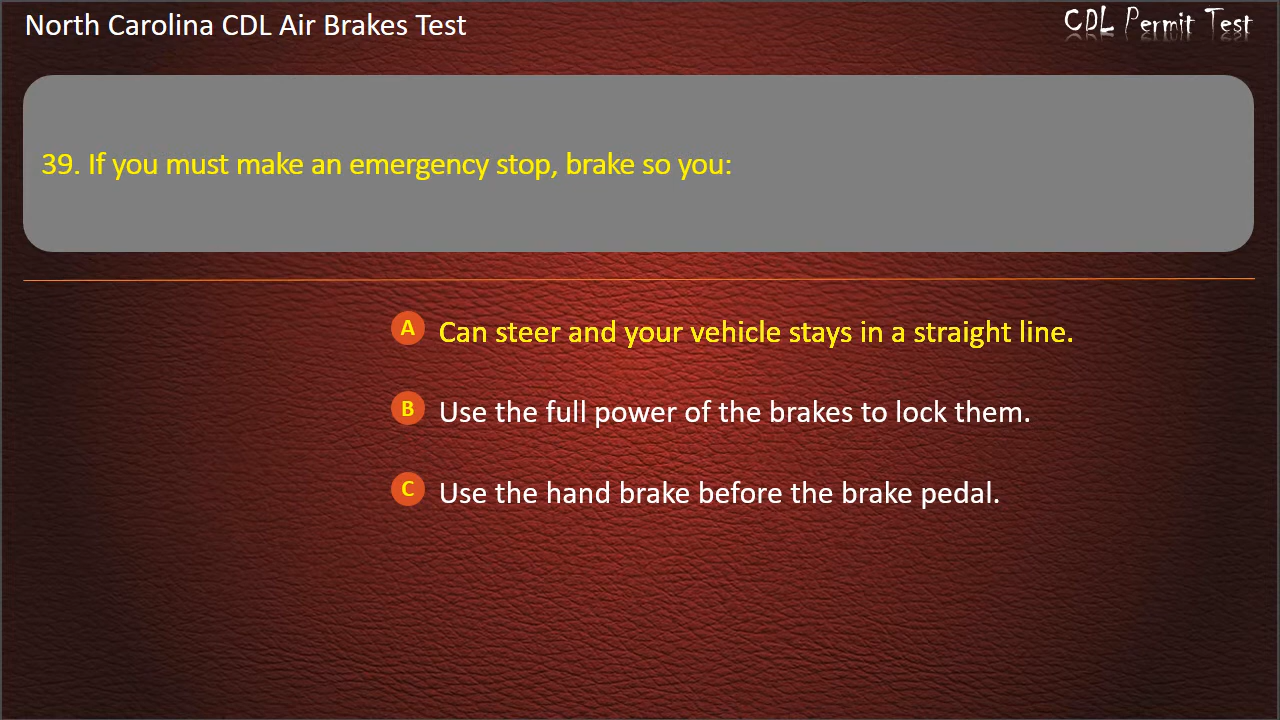 North Carolina CDL Air Brakes Test
CDL Permit Test
39. If you must make an emergency stop, brake so you:
A Can steer and your vehicle stays in a straight line.
B Use the full power of the brakes to lock them.
C Use the hand brake before the brake pedal.